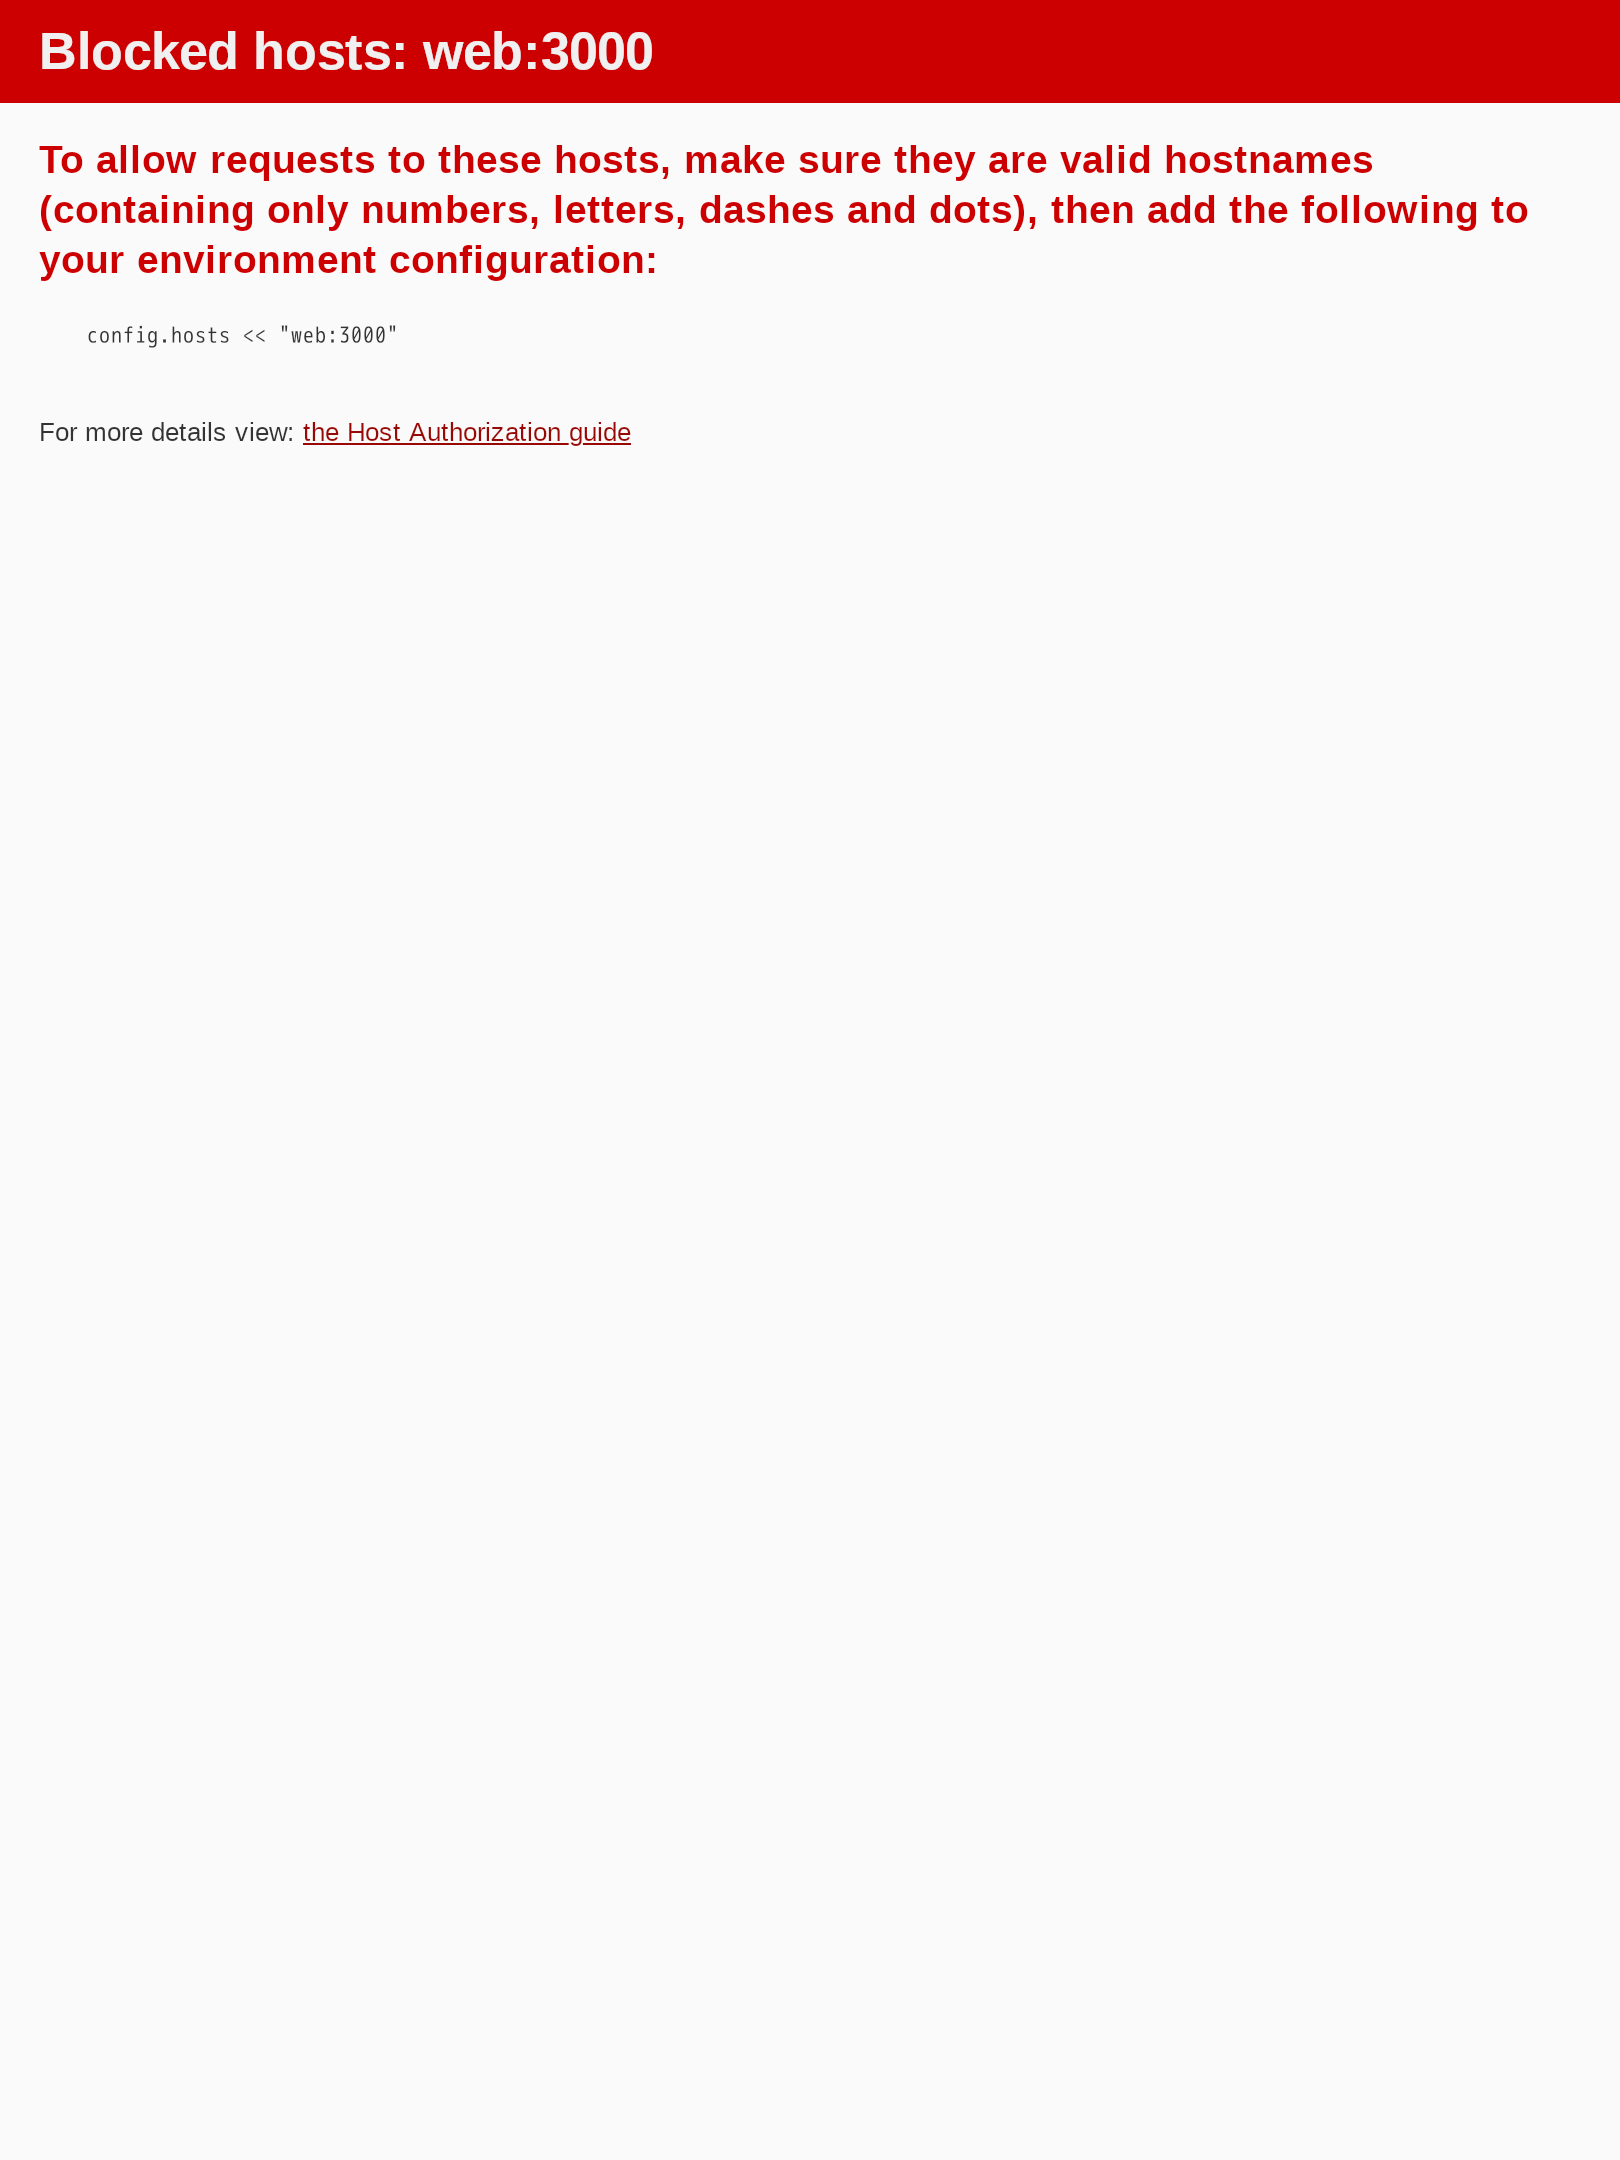 Blocked hosts: web:3000
To allow requests to these hosts, make sure they are valid hostnames
(containing only numbers, letters, dashes and dots), then add the following to
your environment configuration:
config.hosts << "web:3000"
For more details view: the Host Authorization guide